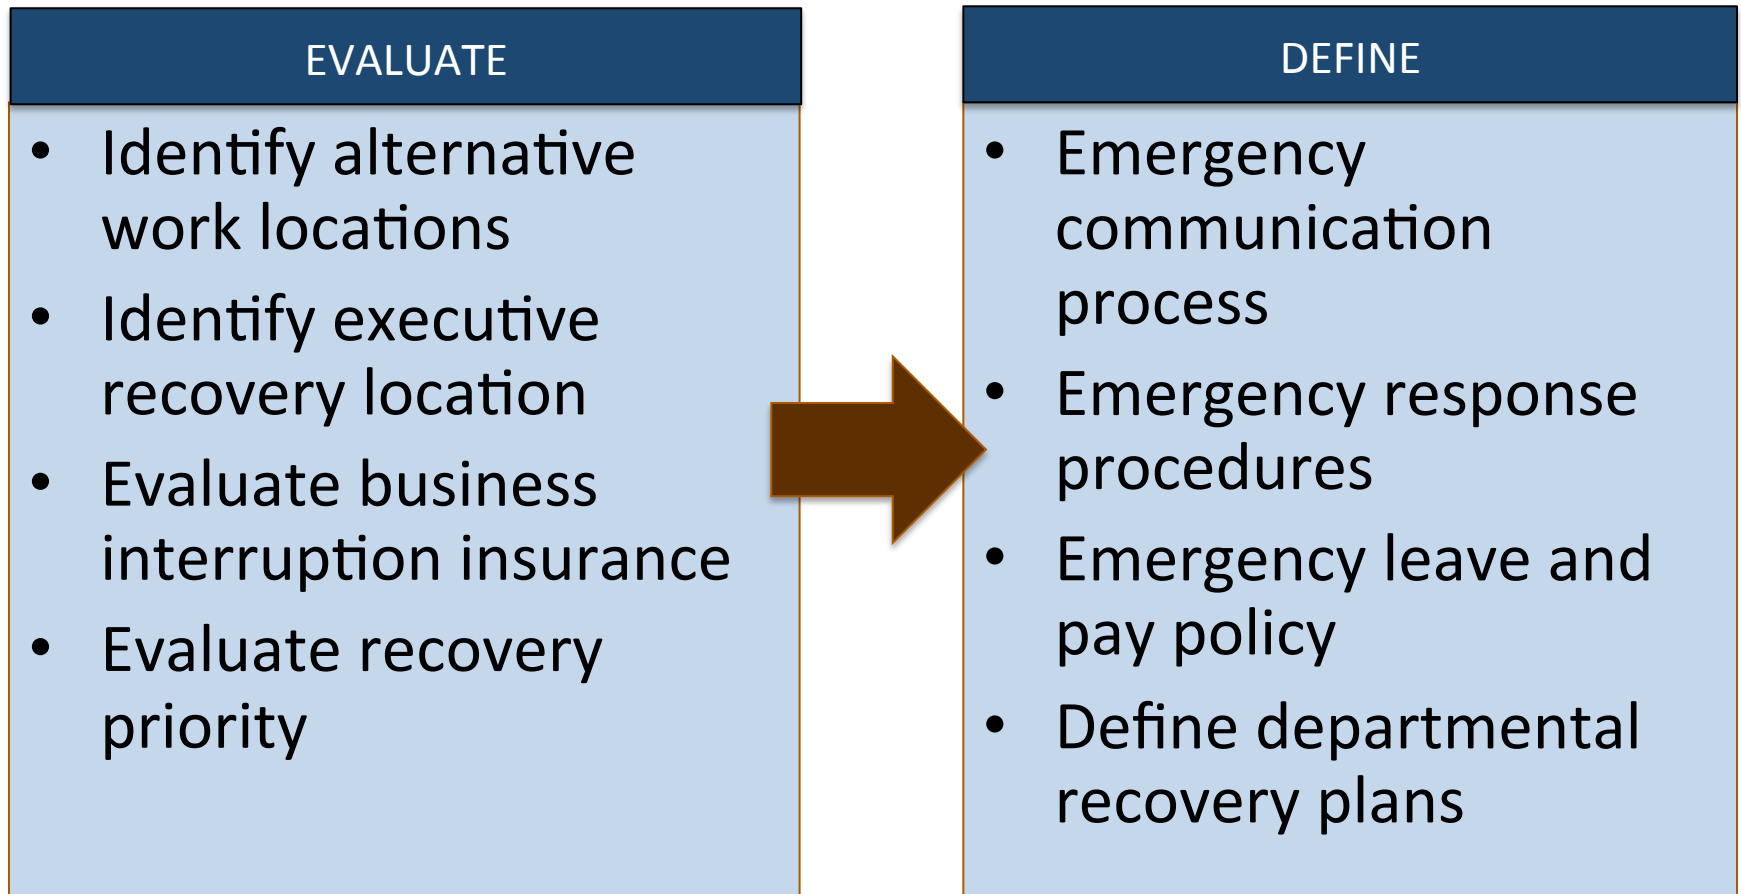 EVALUATE
• Identify alternative
work locations
• Identify executive
recovery location
• Evaluate business
interruption insurance
• Evaluate recovery
priority
DEFINE
• Emergency
communication
process
• Emergency response
procedures
• Emergency leave and
pay policy
• Define departmental
recovery plans